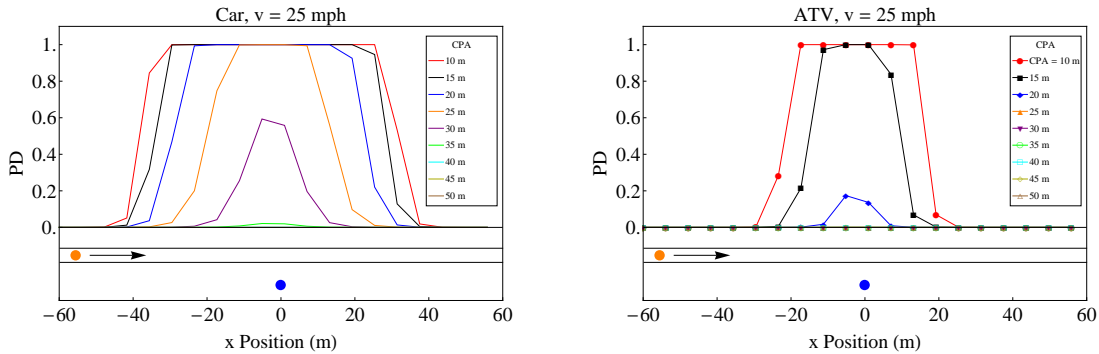 Car, v = 25 mph
PD
1.
0.8
0.6
0.4
0.2
0.
CPA
10 m
15 m
20 m
25 m
30 m
35 m
40 m
45 m
50 m
−60 −40 −20 0 20 40 60
x Position (m)
ATV, v = 25 mph
PD
1.
0.8
0.6
0.4
0.2
0.
CPA
CPA = 10 m
15 m
20 m
25 m
30 m
35 m
40 m
45 m
50 m
−60 −40 −20 0 20 40 60
x Position (m)